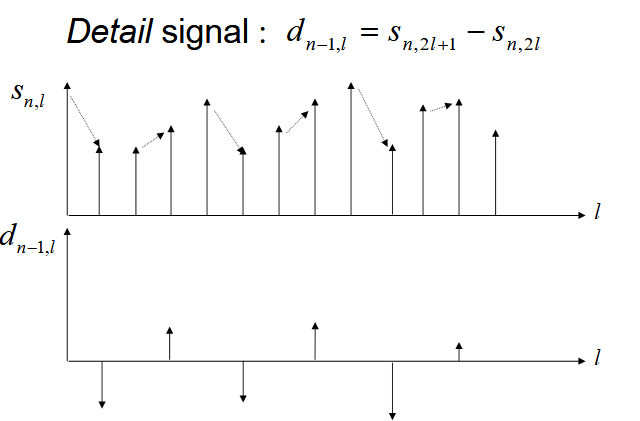 Detail signal : d_{n−1,l} = s_{n,2l+1} − s_{n,2l}
s_{n,l}
l
d_{n−1,l}
l